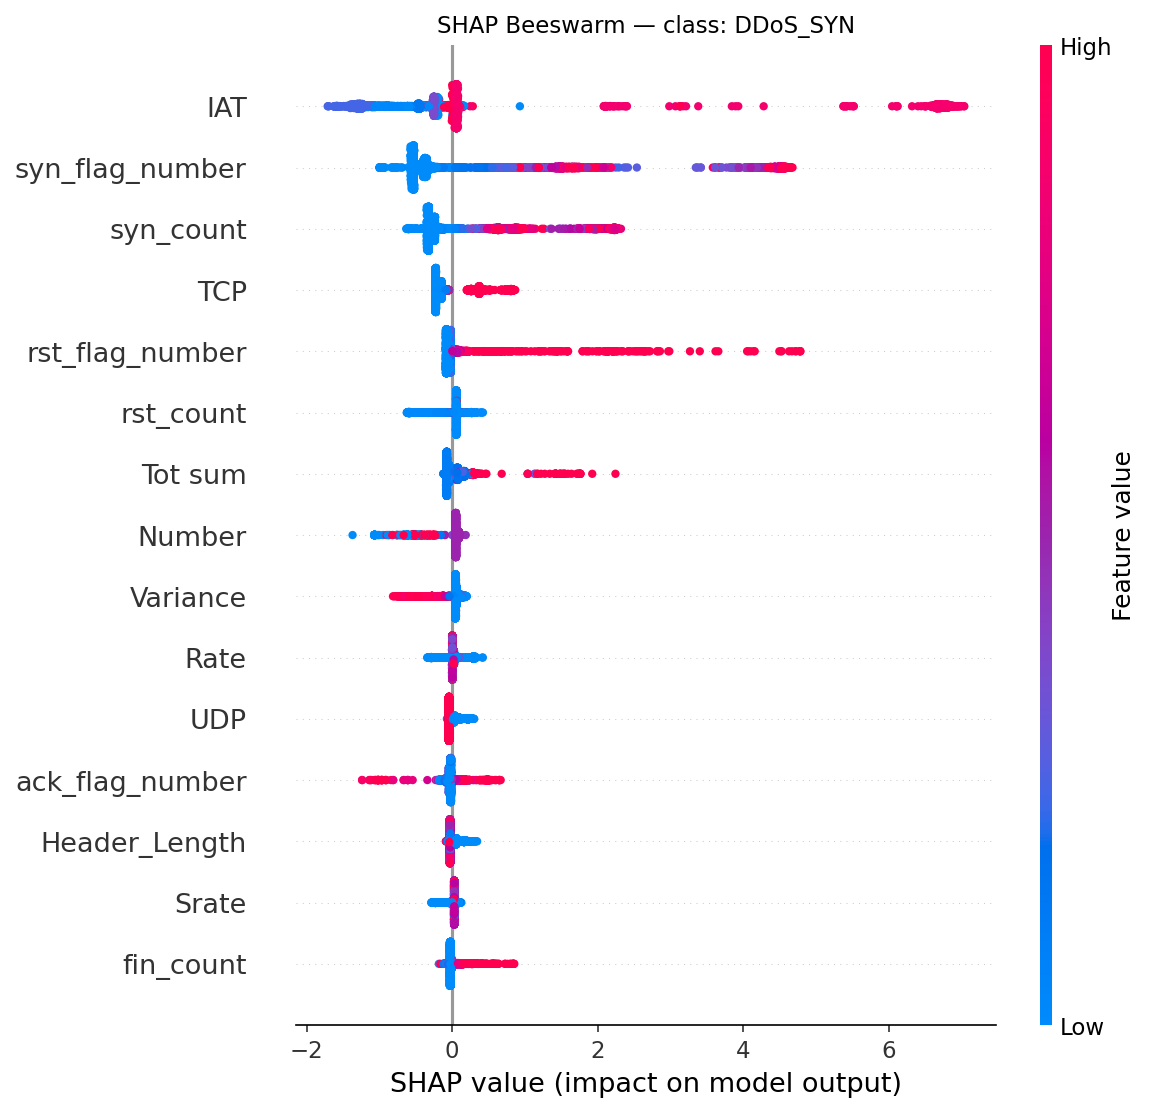 SHAP Beeswarm — class: DDoS_SYN
High
IAT
syn_flag_number
syn_count
TCP
rst_flag_number
rst_count
Tot sum
Number
Variance
Rate
UDP
ack_flag_number
Header_Length
Srate
fin_count
Feature value
Low
−2 0 2 4 6
SHAP value (impact on model output)